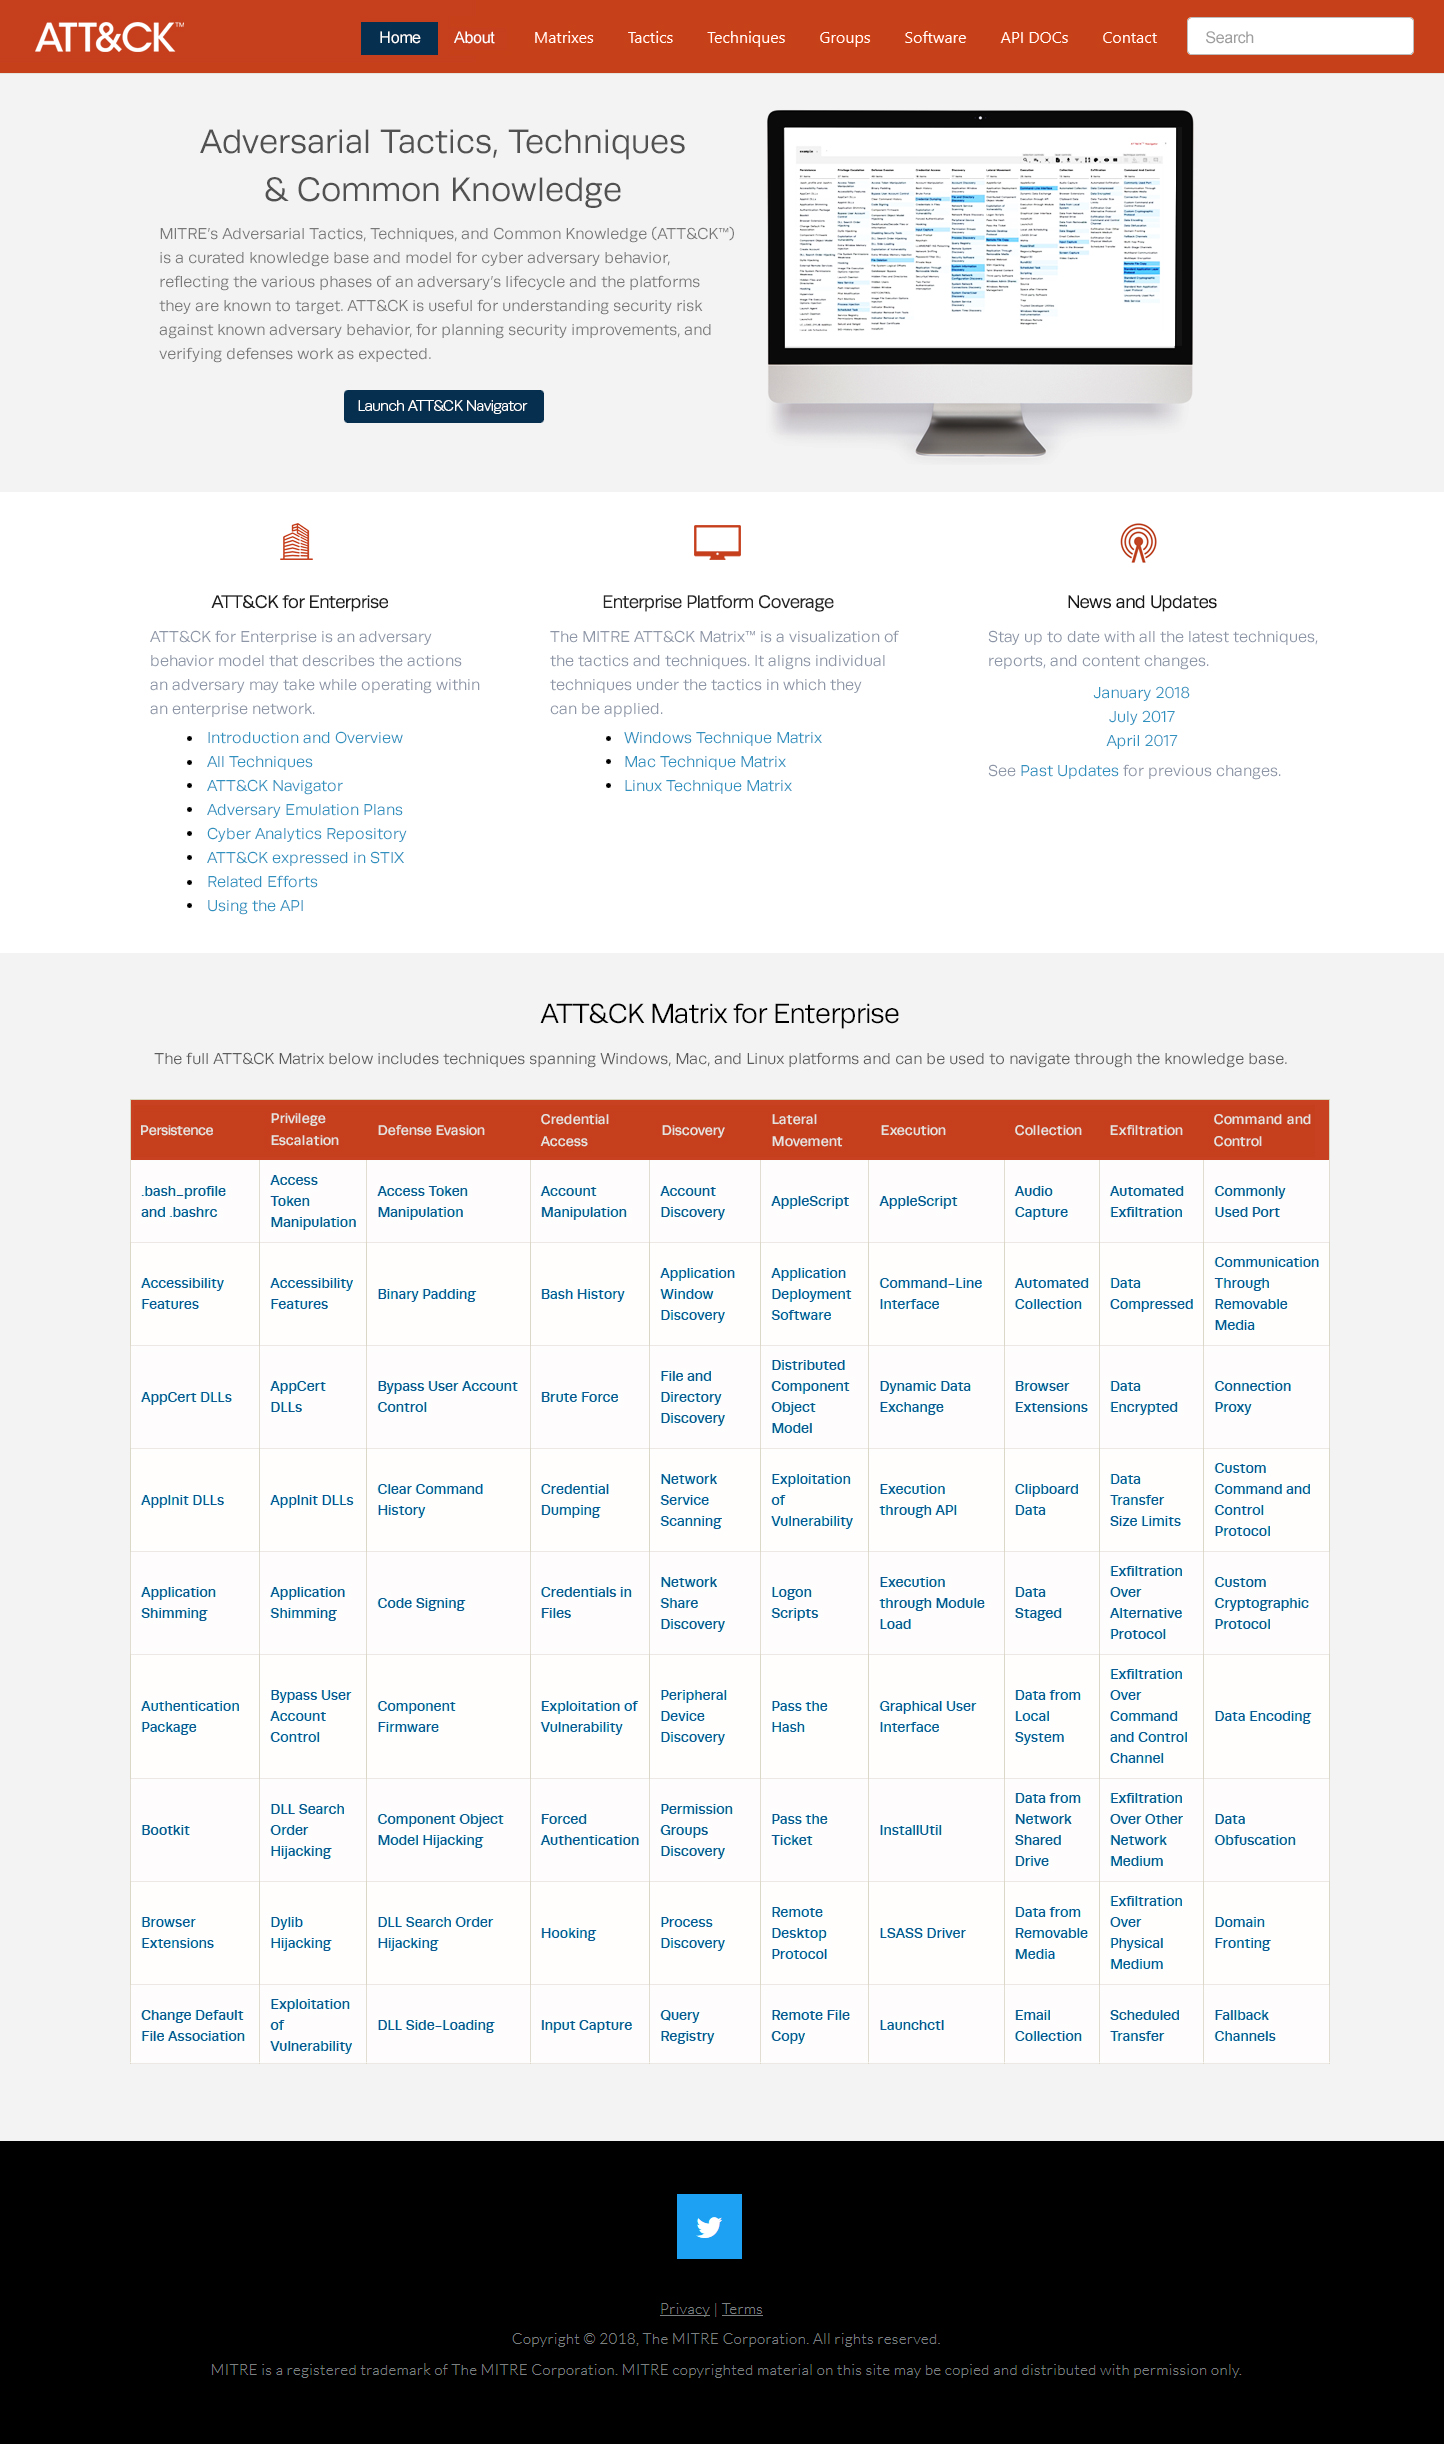 ATT&CK™
Home
About
Matrixes
Tactics
Techniques
Groups
Software
API DOCs
Contact
Search
Adversarial Tactics, Techniques
& Common Knowledge
MITRE's Adversarial Tactics, Techniques, and Common Knowledge (ATT&CK™)
is a curated knowledge base and model for cyber adversary behavior,
reflecting the various phases of an adversary's lifecycle and the platforms
they are known to target. ATT&CK is useful for understanding security risk
against known adversary behavior, for planning security improvements, and
verifying defenses work as expected.
Launch ATT&CK Navigator
ATT&CK for Enterprise
ATT&CK for Enterprise is an adversary
behavior model that describes the actions
an adversary may take while operating within
an enterprise network.
• Introduction and Overview
• All Techniques
• ATT&CK Navigator
• Adversary Emulation Plans
• Cyber Analytics Repository
• ATT&CK expressed in STIX
• Related Efforts
• Using the API
Enterprise Platform Coverage
The MITRE ATT&CK Matrix™ is a visualization of
the tactics and techniques. It aligns individual
techniques under the tactics in which they
can be applied.
• Windows Technique Matrix
• Mac Technique Matrix
• Linux Technique Matrix
News and Updates
Stay up to date with all the latest techniques,
reports, and content changes.
January 2018
July 2017
April 2017
See Past Updates for previous changes.
ATT&CK Matrix for Enterprise
The full ATT&CK Matrix below includes techniques spanning Windows, Mac, and Linux platforms and can be used to navigate through the knowledge base.
Persistence
Privilege
Escalation
Defense Evasion
Credential
Access
Discovery
Lateral
Movement
Execution
Collection
Exfiltration
Command and
Control
.bash_profile
and .bashrc
Access
Token
Manipulation
Access Token
Manipulation
Account
Manipulation
Account
Discovery
AppleScript
AppleScript
Audio
Capture
Automated
Exfiltration
Commonly
Used Port
Accessibility
Features
Accessibility
Features
Binary Padding
Bash History
Application
Window
Discovery
Application
Deployment
Software
Command-Line
Interface
Automated
Collection
Data
Compressed
Communication
Through
Removable
Media
AppCert DLLs
AppCert
DLLs
Bypass User Account
Control
Brute Force
File and
Directory
Discovery
Distributed
Component
Object
Model
Dynamic Data
Exchange
Browser
Extensions
Data
Encrypted
Connection
Proxy
AppInit DLLs
AppInit DLLs
Clear Command
History
Credential
Dumping
Network
Service
Scanning
Exploitation
of
Vulnerability
Execution
through API
Clipboard
Data
Data
Transfer
Size Limits
Custom
Command and
Control
Protocol
Application
Shimming
Application
Shimming
Code Signing
Credentials in
Files
Network
Share
Discovery
Logon
Scripts
Execution
through Module
Load
Data
Staged
Exfiltration
Over
Alternative
Protocol
Custom
Cryptographic
Protocol
Authentication
Package
Bypass User
Account
Control
Component
Firmware
Exploitation of
Vulnerability
Peripheral
Device
Discovery
Pass the
Hash
Graphical User
Interface
Data from
Local
System
Exfiltration
Over
Command
and Control
Channel
Data Encoding
Bootkit
DLL Search
Order
Hijacking
Component Object
Model Hijacking
Forced
Authentication
Permission
Groups
Discovery
Pass the
Ticket
InstallUtil
Data from
Network
Shared
Drive
Exfiltration
Over Other
Network
Medium
Data
Obfuscation
Browser
Extensions
Dylib
Hijacking
DLL Search Order
Hijacking
Hooking
Process
Discovery
Remote
Desktop
Protocol
LSASS Driver
Data from
Removable
Media
Exfiltration
Over
Physical
Medium
Domain
Fronting
Change Default
File Association
Exploitation
of
Vulnerability
DLL Side-Loading
Input Capture
Query
Registry
Remote File
Copy
Launchctl
Email
Collection
Scheduled
Transfer
Fallback
Channels
Privacy | Terms
Copyright © 2018, The MITRE Corporation. All rights reserved.
MITRE is a registered trademark of The MITRE Corporation. MITRE copyrighted material on this site may be copied and distributed with permission only.